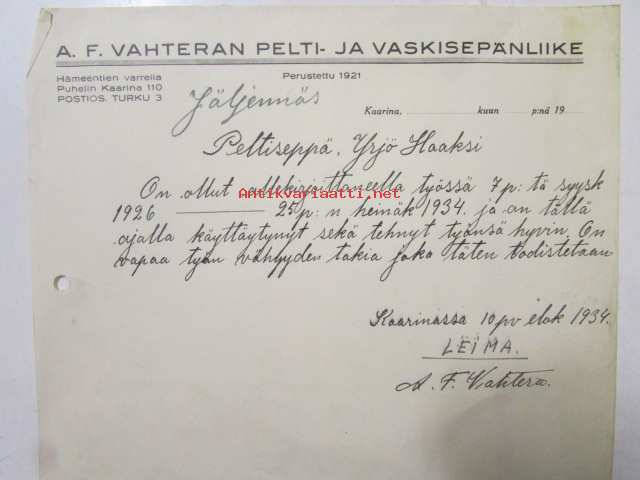 A. F. VAHTERAN PELTI- JA VASKISEPÄNLIIKE
Hämeentien varrella
Puhelin Kaarina 110
POSTIOS. TURKU 3
Perustettu 1921
Jäljennös
Kaarina, kuun p:nä 19
Peltiseppä, Yrjö Haaksi
On ollut allekirjoittaneella työssä 7 p:tä syysk
Antikvariaatti.net
1926 — 25 p:n heinäk 1934. ja on tällä
ajalla käyttäytynyt sekä tehnyt työnsä hyvin. On
vapaa työn vähyyden takia joka täten todistetaan
Kaarinassa 10 pv elok 1934.
LEIMA.
A. F. Vahtera.